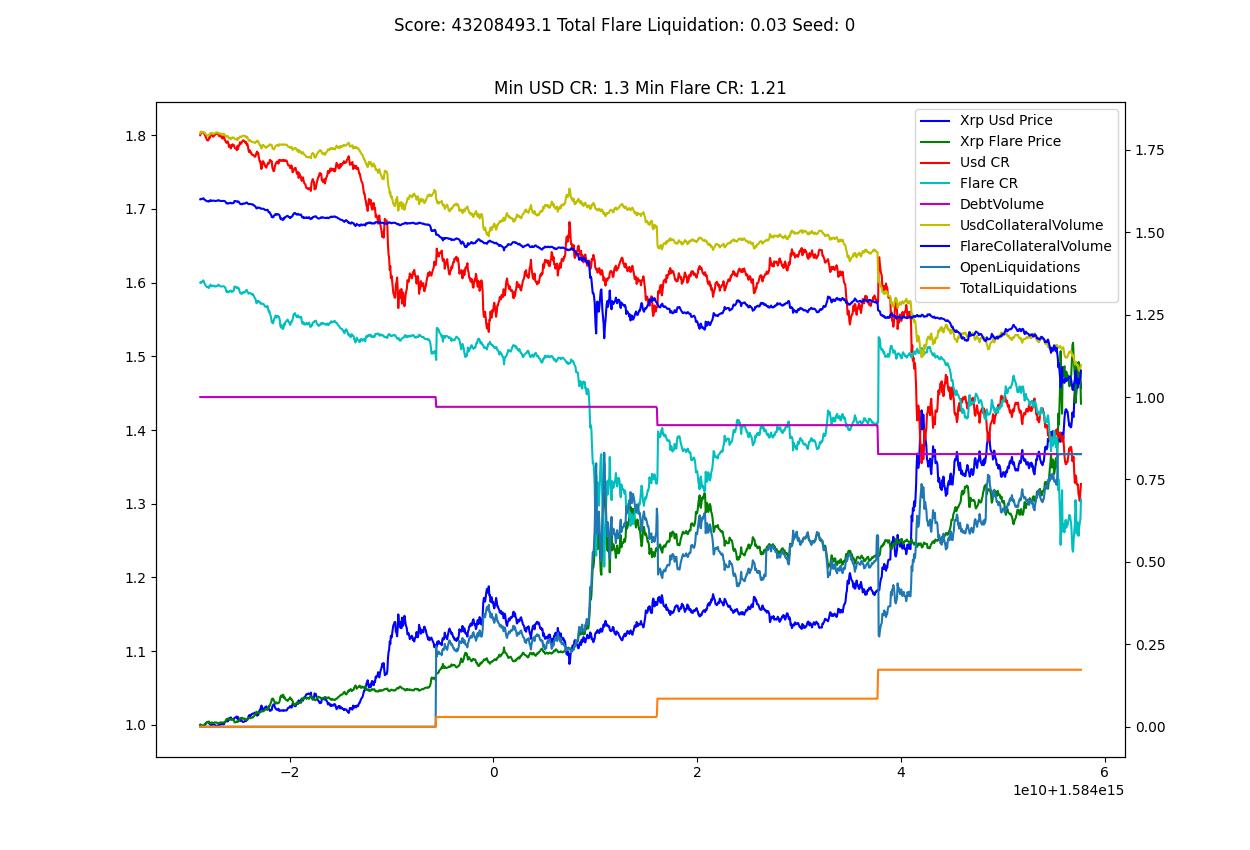 Score: 43208493.1 Total Flare Liquidation: 0.03 Seed: 0
Min USD CR: 1.3 Min Flare CR: 1.21
Xrp Usd Price
Xrp Flare Price
Usd CR
Flare CR
DebtVolume
UsdCollateralVolume
FlareCollateralVolume
OpenLiquidations
TotalLiquidations
1.8
1.7
1.6
1.5
1.4
1.3
1.2
1.1
1.0
1.75
1.50
1.25
1.00
0.75
0.50
0.25
0.00
−2 0 2 4 6
1e10+1.584e15